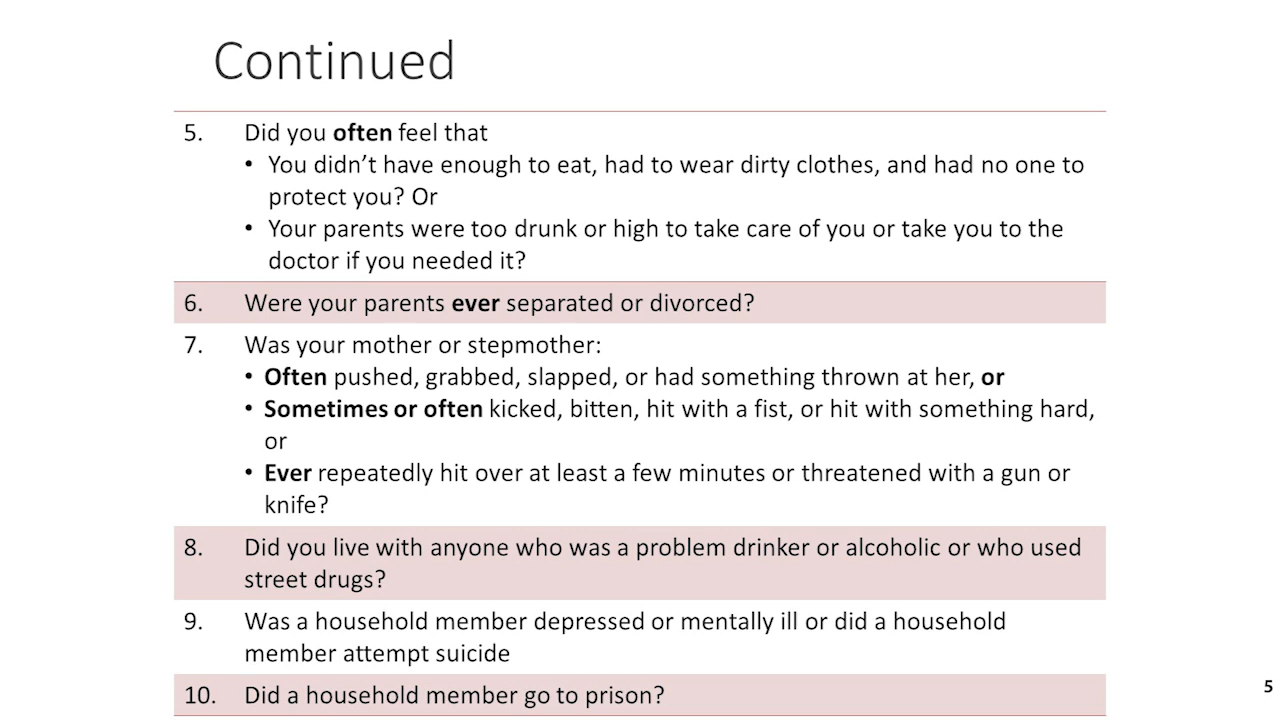 Continued
5. Did you often feel that
• You didn’t have enough to eat, had to wear dirty clothes, and had no one to
protect you? Or
• Your parents were too drunk or high to take care of you or take you to the
doctor if you needed it?
6. Were your parents ever separated or divorced?
7. Was your mother or stepmother:
• Often pushed, grabbed, slapped, or had something thrown at her, or
• Sometimes or often kicked, bitten, hit with a fist, or hit with something hard,
or
• Ever repeatedly hit over at least a few minutes or threatened with a gun or
knife?
8. Did you live with anyone who was a problem drinker or alcoholic or who used
street drugs?
9. Was a household member depressed or mentally ill or did a household
member attempt suicide
10. Did a household member go to prison?
5